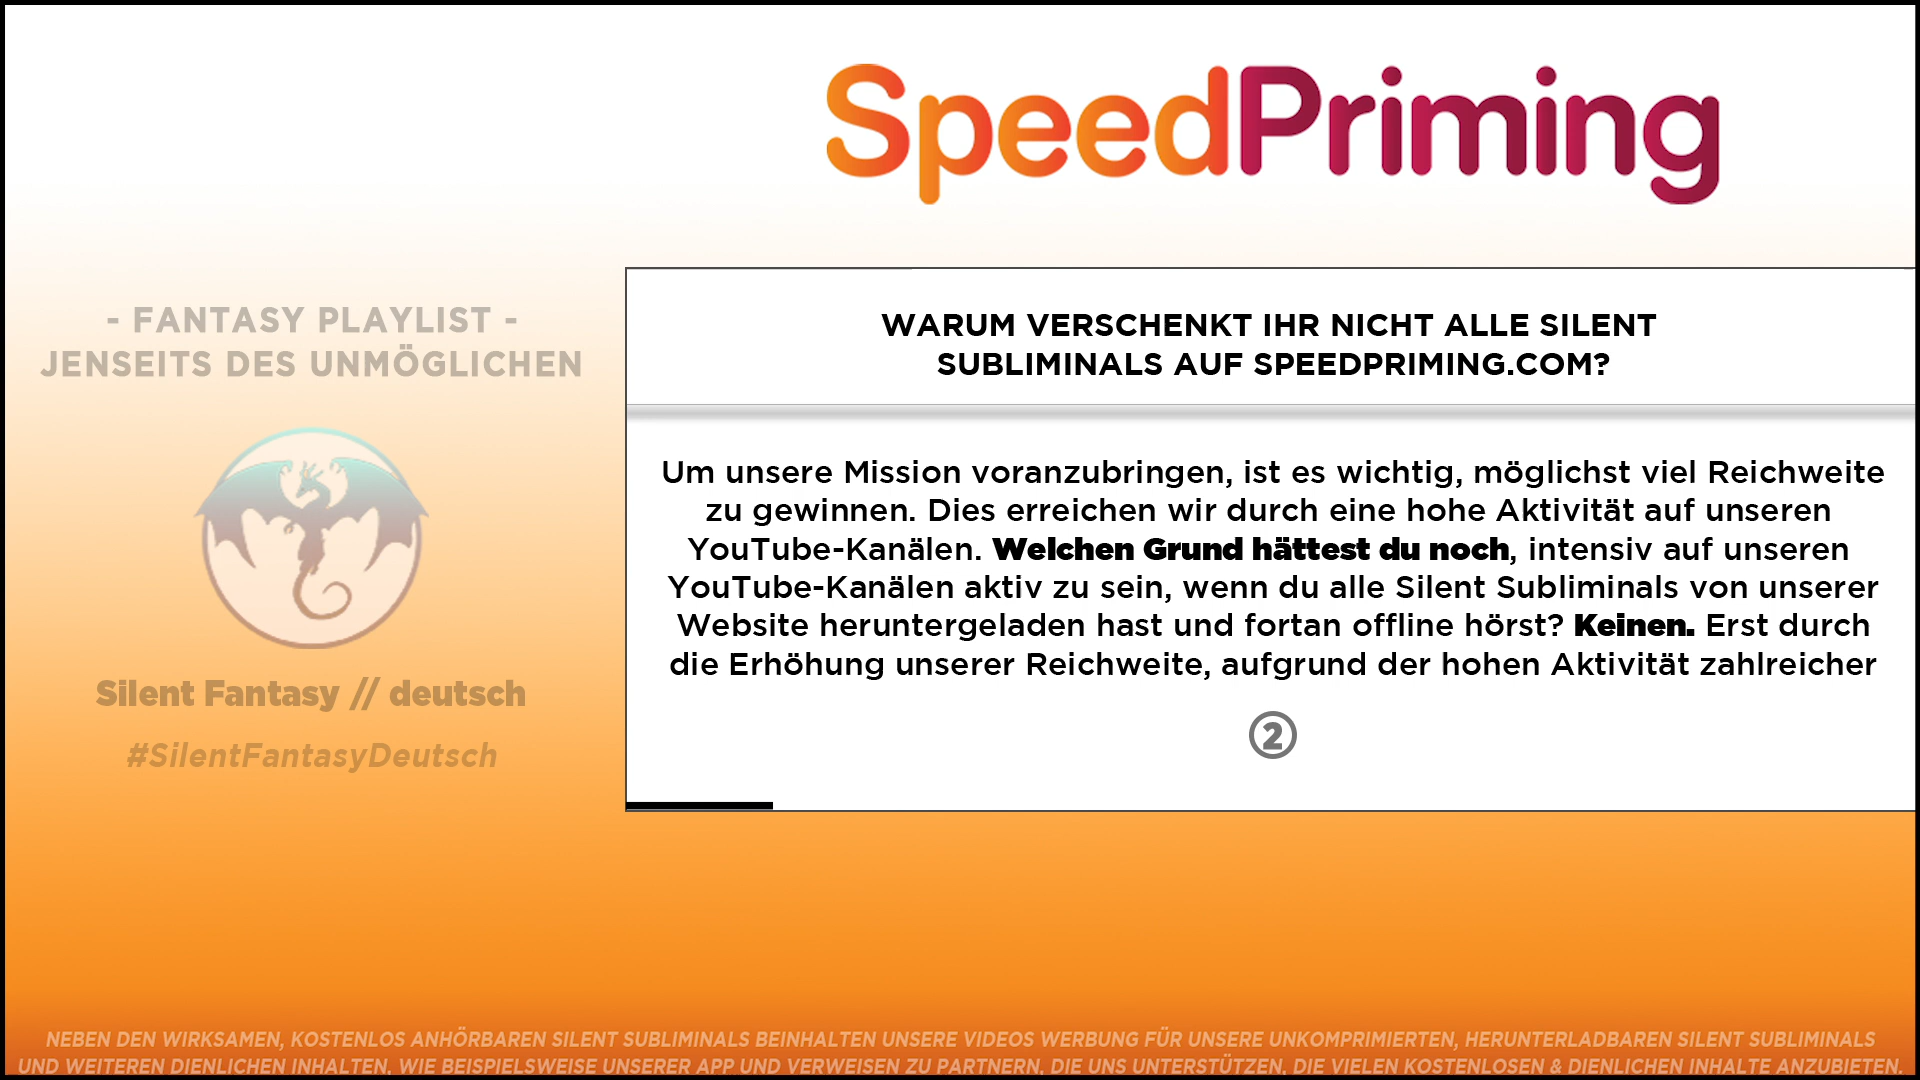 SpeedPriming
- FANTASY PLAYLIST -
JENSEITS DES UNMÖGLICHEN
Silent Fantasy // deutsch
#SilentFantasyDeutsch
WARUM VERSCHENKT IHR NICHT ALLE SILENT
SUBLIMINALS AUF SPEEDPRIMING.COM?
Um unsere Mission voranzubringen, ist es wichtig, möglichst viel Reichweite
zu gewinnen. Dies erreichen wir durch eine hohe Aktivität auf unseren
YouTube-Kanälen. Welchen Grund hättest du noch, intensiv auf unseren
YouTube-Kanälen aktiv zu sein, wenn du alle Silent Subliminals von unserer
Website heruntergeladen hast und fortan offline hörst? Keinen. Erst durch
die Erhöhung unserer Reichweite, aufgrund der hohen Aktivität zahlreicher
2
NEBEN DEN WIRKSAMEN, KOSTENLOS ANHÖRBAREN SILENT SUBLIMINALS BEINHALTEN UNSERE VIDEOS WERBUNG FÜR UNSERE UNKOMPRIMIERTEN, HERUNTERLADBAREN SILENT SUBLIMINALS
UND WEITEREN DIENLICHEN INHALTEN, WIE BEISPIELSWEISE UNSERER APP UND VERWEISEN ZU PARTNERN, DIE UNS UNTERSTÜTZEN, DIE VIELEN KOSTENLOSEN & DIENLICHEN INHALTE ANZUBIETEN.